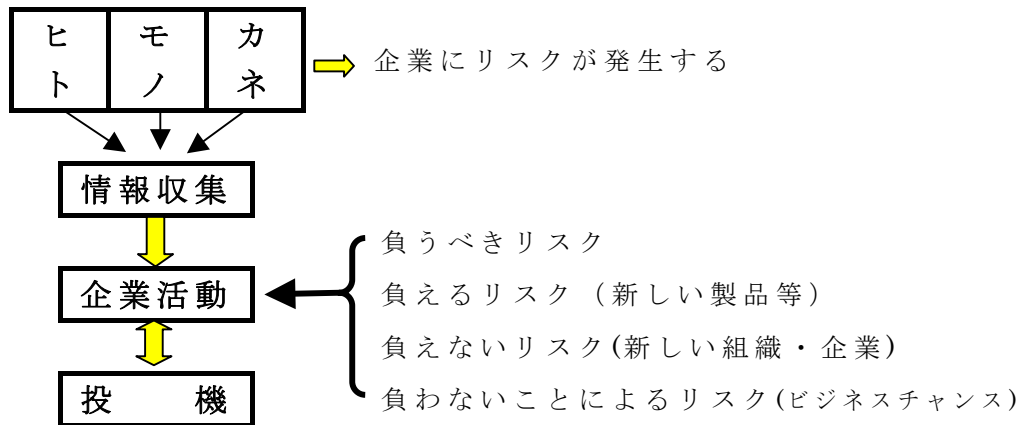 ヒト
モノ
カネ
企業にリスクが発生する
情報収集
企業活動
投機
負うべきリスク
負えるリスク（新しい製品等）
負えないリスク(新しい組織・企業)
負わないことによるリスク(ビジネスチャンス)